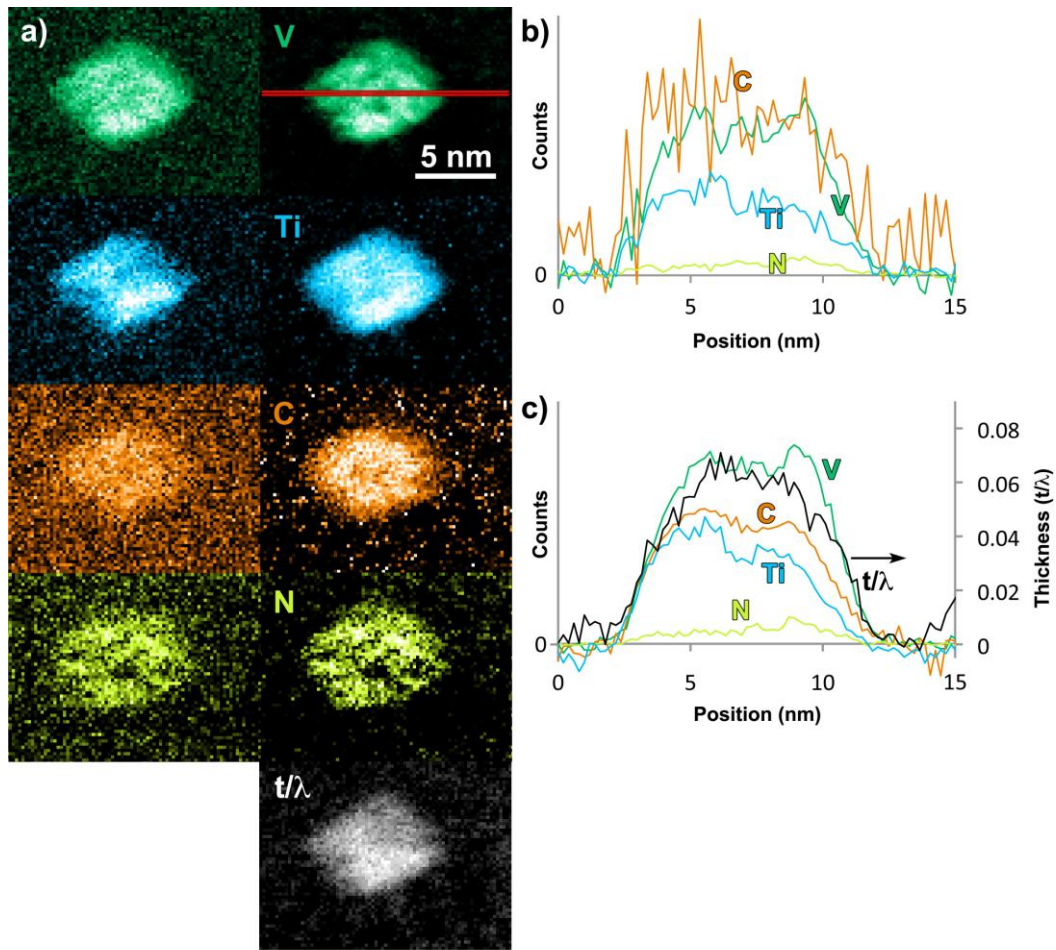 a)
V
5 nm
Ti
C
N
t/λ
b)
Counts
C
V
Ti
N
0
0
5
10
15
Position (nm)
c)
Counts
0.08
V
0.06
C
0.04
Ti
t/λ
0.02
N
0
0
Thickness (t/λ)
0
5
10
15
Position (nm)